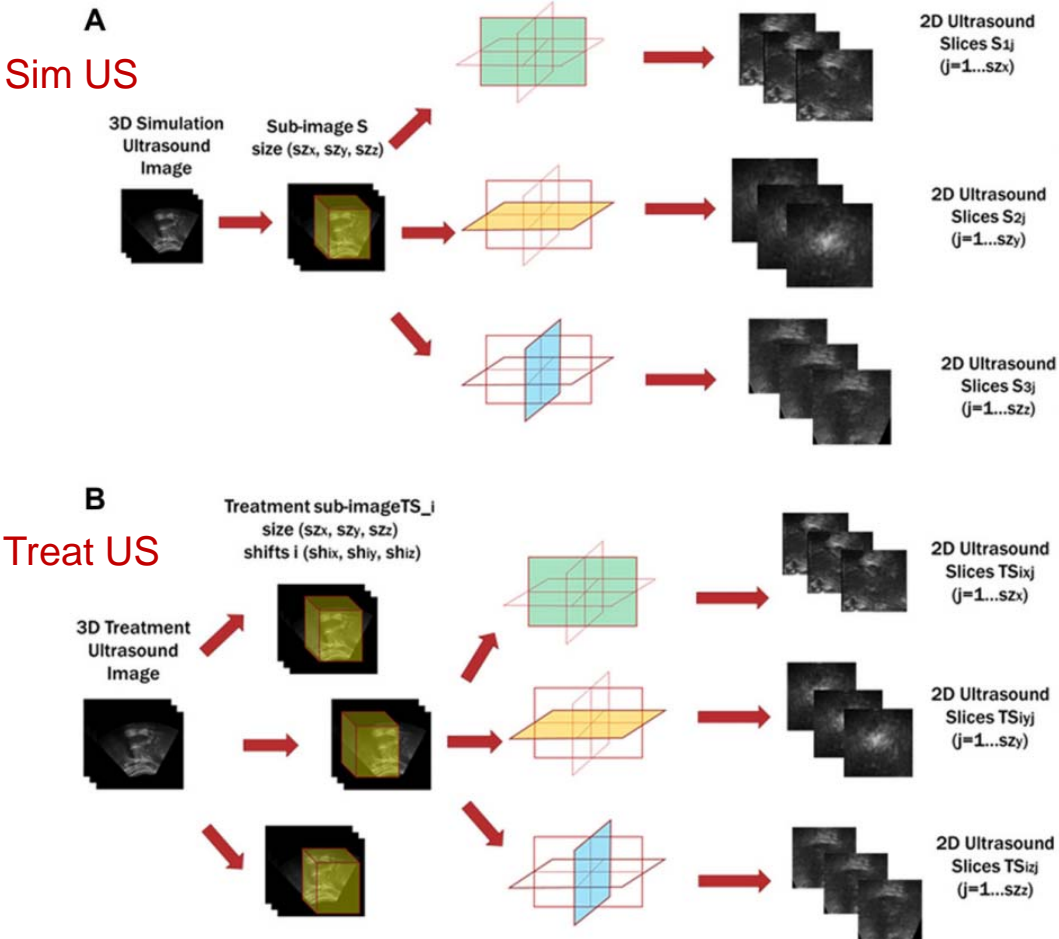 A
Sim US
3D Simulation
Ultrasound
Image
Sub-image S
size (szx, szy, szz)
2D Ultrasound
Slices S1j
(j=1...szx)
2D Ultrasound
Slices S2j
(j=1...szy)
2D Ultrasound
Slices S3j
(j=1...szz)
B
Treat US
3D Treatment
Ultrasound
Image
Treatment sub-imageTS_i
size (szx, szy, szz)
shifts i (shix, shiy, shiz)
2D Ultrasound
Slices TSixj
(j=1...szx)
2D Ultrasound
Slices TSiyj
(j=1...szy)
2D Ultrasound
Slices TSizj
(j=1...szz)